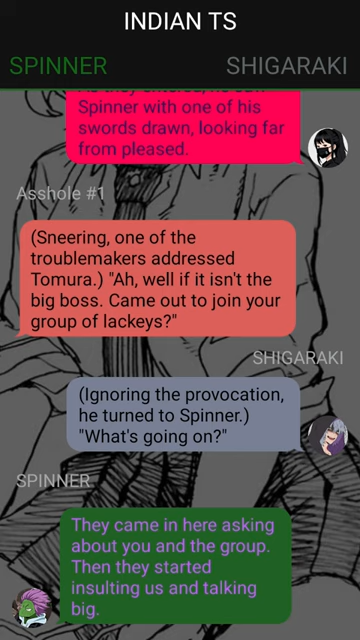 INDIAN TS
SPINNER SHIGARAKI
Spinner with one of his
swords drawn, looking far
from pleased.
Asshole #1
(Sneering, one of the
troublemakers addressed
Tomura.) "Ah, well if it isn't the
big boss. Came out to join your
group of lackeys?"
SHIGARAKI
(Ignoring the provocation,
he turned to Spinner.)
"What's going on?"
SPINNER
They came in here asking
about you and the group.
Then they started
insulting us and talking
big.